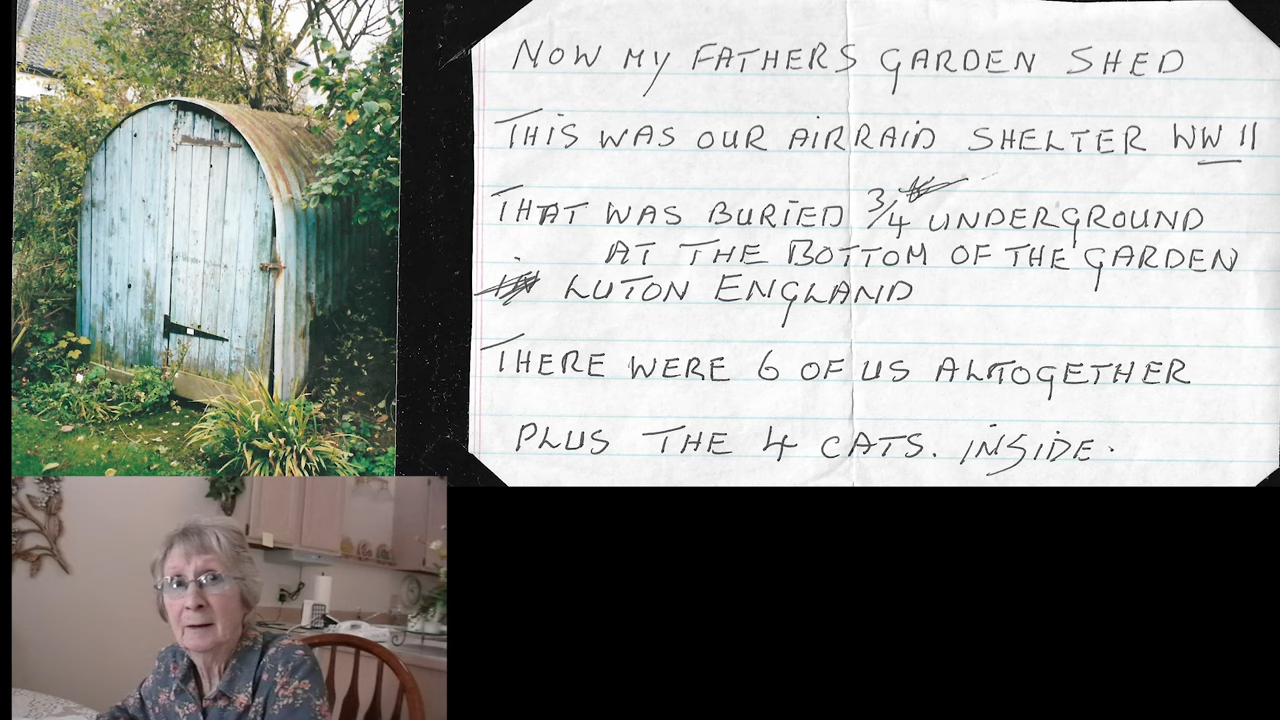 NOW MY FATHERS GARDEN SHED
THIS WAS OUR AIRRAID SHELTER WW II
THAT WAS BURIED 3/4 UNDERGROUND
AT THE BOTTOM OF THE GARDEN
LUTON ENGLAND
THERE WERE 6 OF US ALTOGETHER
PLUS THE 4 CATS. INSIDE.